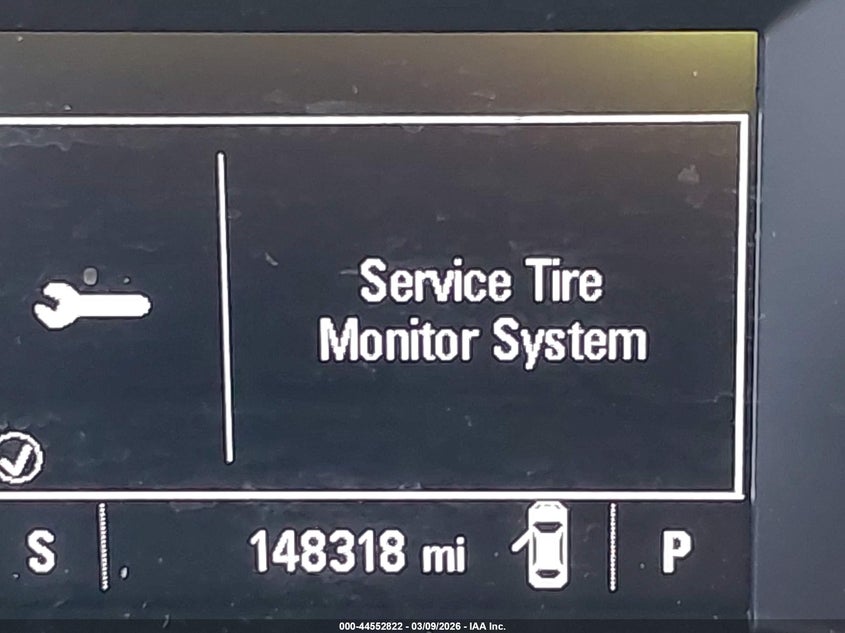 Service Tire
Monitor System
S
148318 mi
P
000-44552822 - 03/09/2026 - IAA Inc.